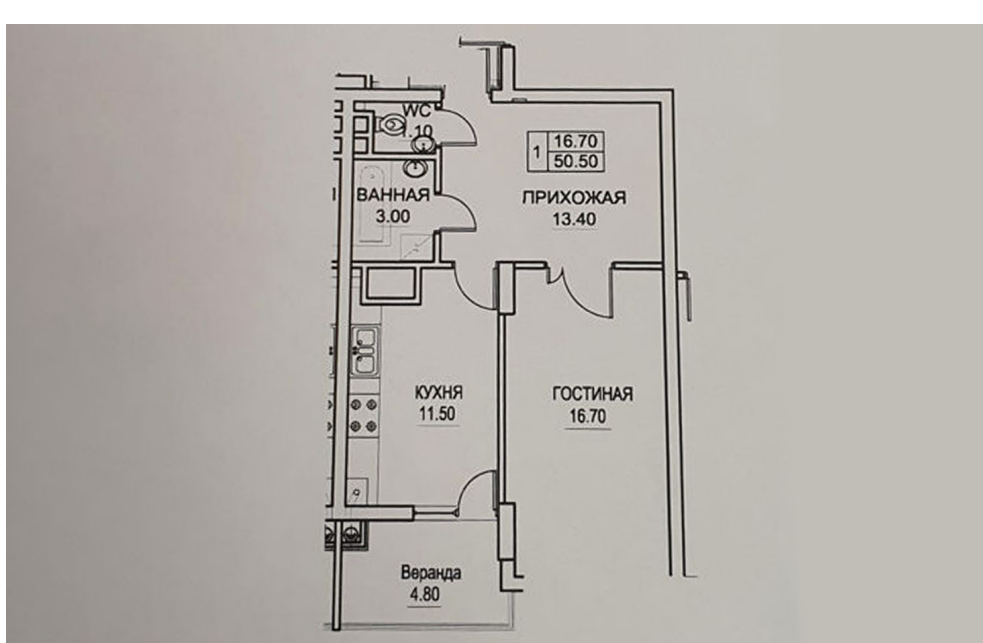 WC
1.10
1
16.70
50.50
ВАННАЯ
3.00
ПРИХОЖАЯ
13.40
КУХНЯ
11.50
ГОСТИНАЯ
16.70
Веранда
4.80